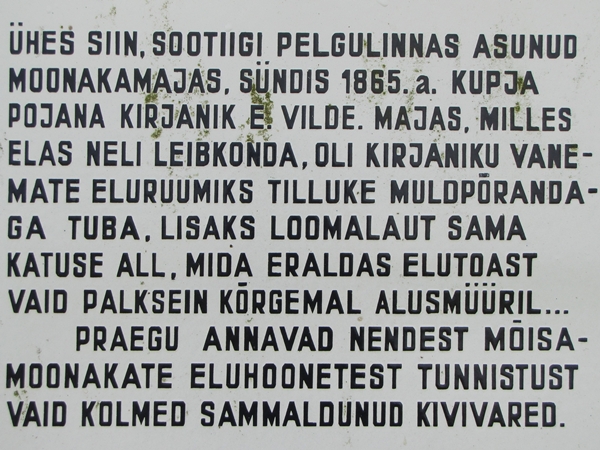 ÜHES SIIN, SOOTIIGI PELGULINNAS ASUNUD
MOONAKAMAJAS, SÜNDIS 1865. a. KUPJA
POJANA KIRJANIK E. VILDE. MAJAS, MILLES
ELAS NELI LEIBKONDA, OLI KIRJANIKU VANE-
MATE ELURUUMIKS TILLUKE MULDPÕRANDA-
GA TUBA, LISAKS LOOMALAUT SAMA
KATUSE ALL, MIDA ERALDAS ELUTOAST
VAID PALKSEIN KÕRGEMAL ALUSMÜÜRIL...
PRAEGU ANNAVAD NENDEST MÕISA-
MOONAKATE ELUHOONETEST TUNNISTUST
VAID KOLMED SAMMALDUNUD KIVIVARED.